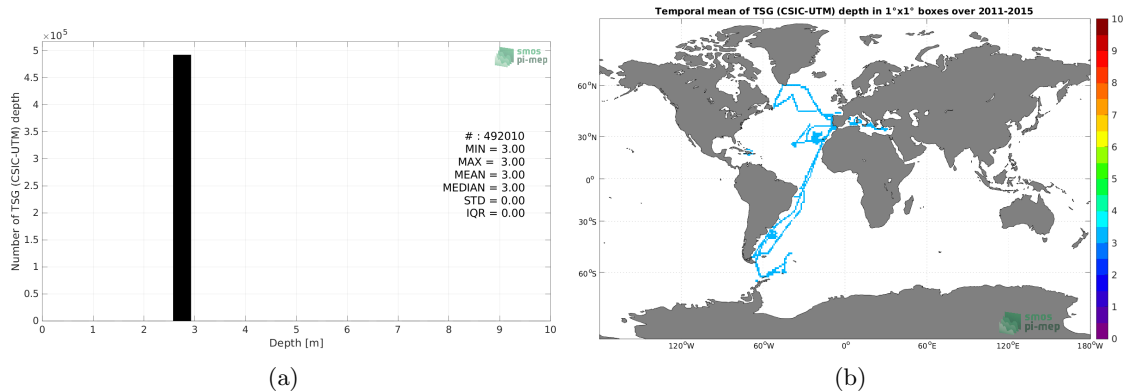 ×10⁵
5
4.5
4
3.5
3
2.5
2
1.5
1
0.5
0
Number of TSG (CSIC-UTM) depth
smos
pi-mep
# : 492010
MIN = 3.00
MAX = 3.00
MEAN = 3.00
MEDIAN = 3.00
STD = 0.00
IQR = 0.00
0 1 2 3 4 5 6 7 8 9 10
Depth [m]
(a)
Temporal mean of TSG (CSIC-UTM) depth in 1°x1° boxes over 2011-2015
60°N
30°N
0°
30°S
60°S
120°W 60°W 0°E 60°E 120°E 180°W
smos
pi-mep
10
9
8
7
6
5
4
3
2
1
0
(b)